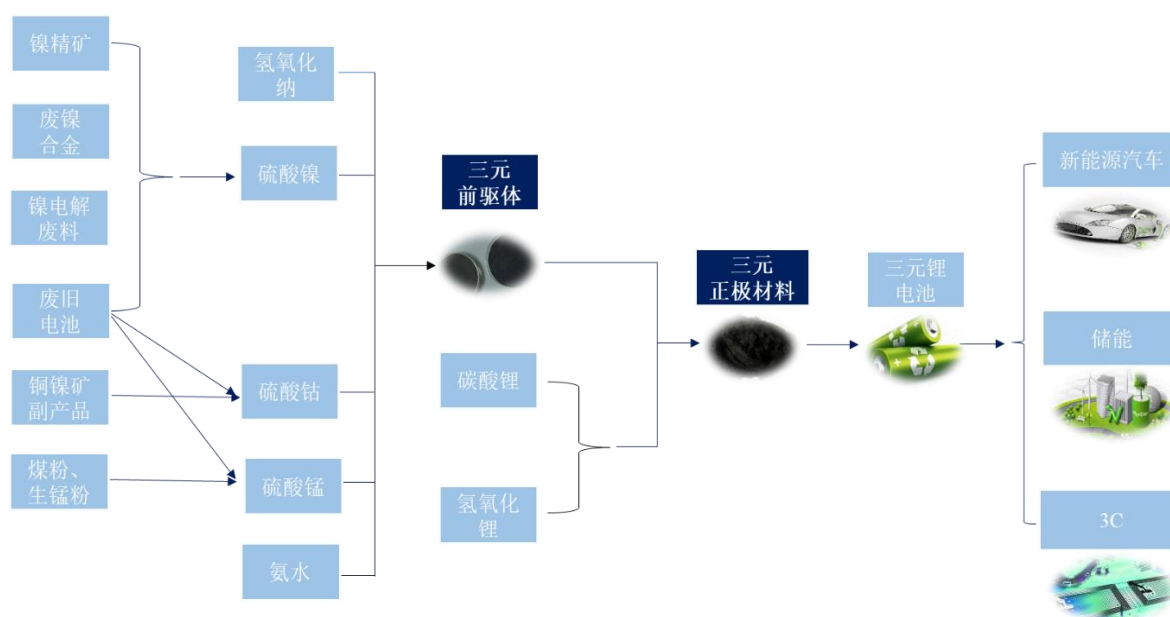 镍精矿
废镍
合金
镍电解
废料
废旧
电池
铜镍矿
副产品
煤粉、
生锰粉
氢氧化
纳
硫酸镍
硫酸钴
硫酸锰
氨水
三元
前驱体
碳酸锂
氢氧化
锂
三元
正极材料
三元锂
电池
新能源汽车
储能
3C